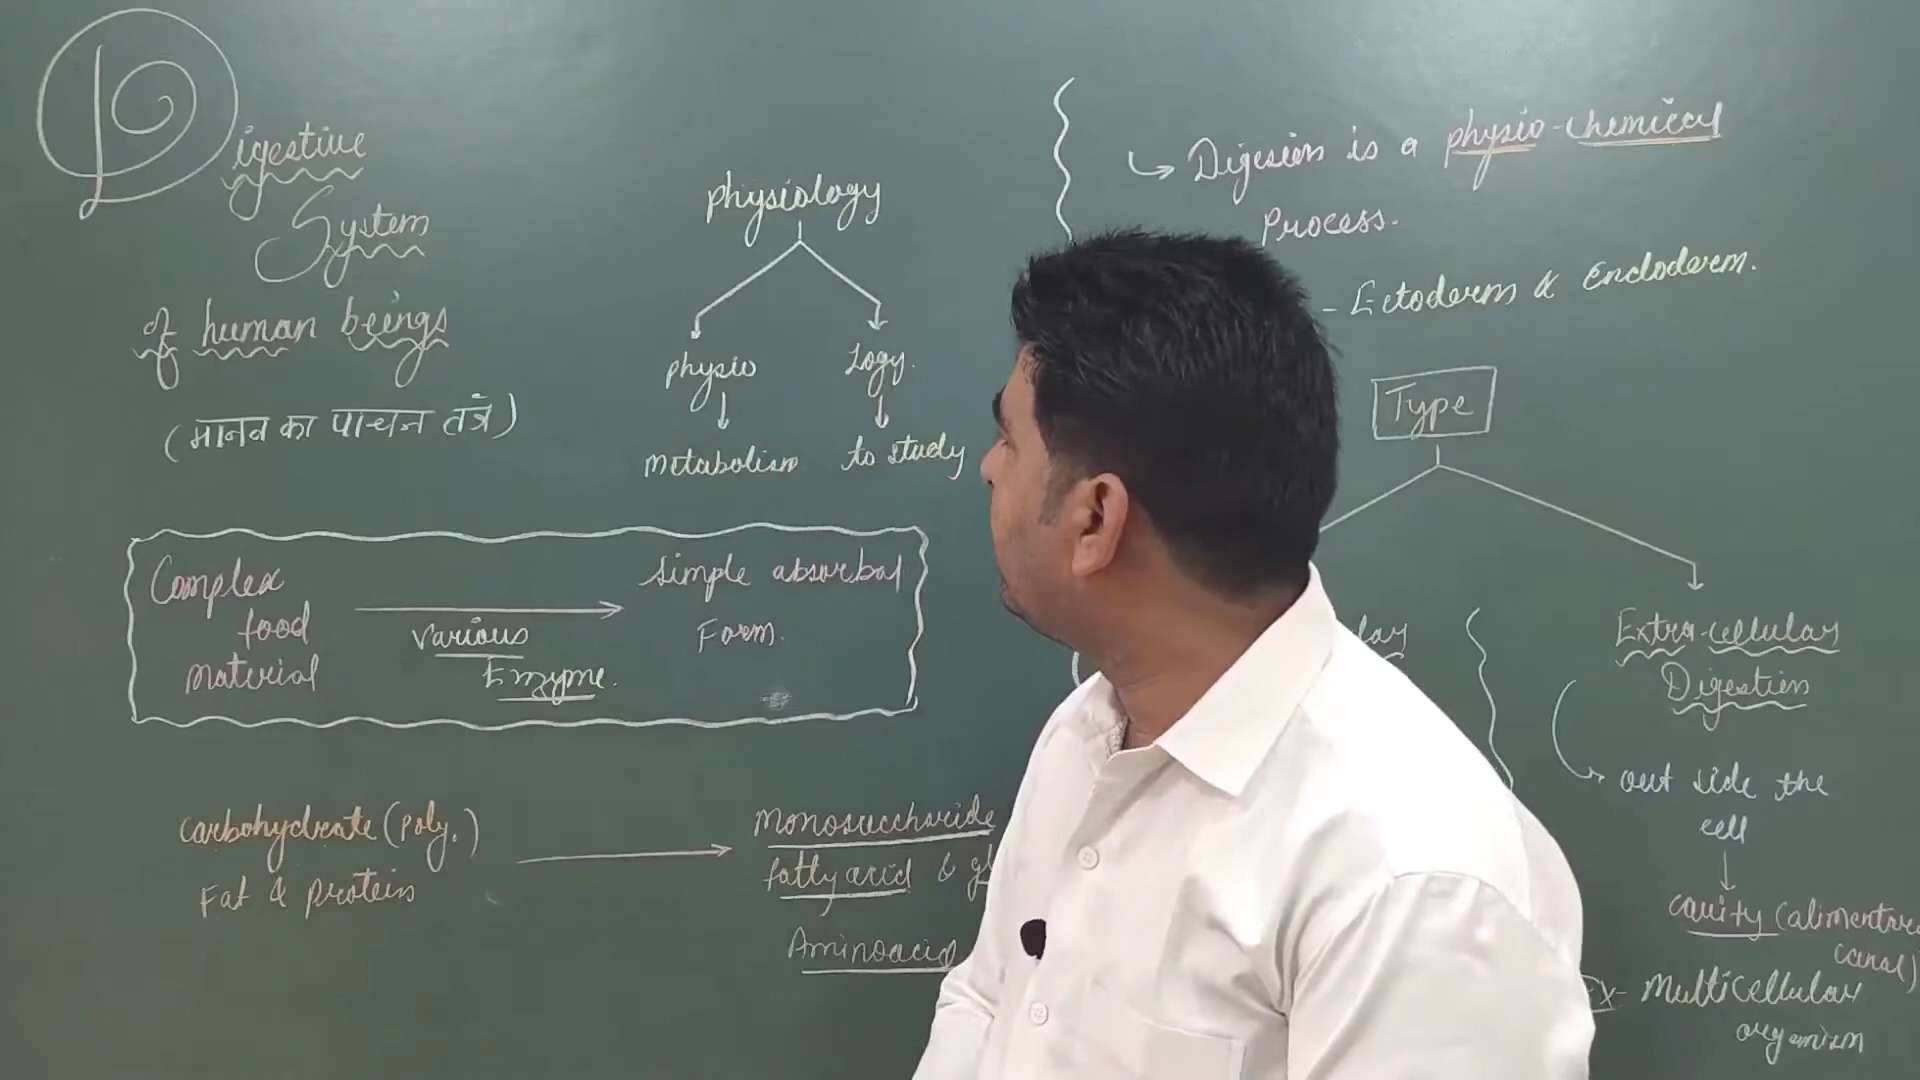 Digestive
System
of human beings
(मानव का पाचन तंत्र)
Physiology
physio
Logy.
Metabolism
to study
Complex
food
material
Various
Enzyme.
Simple absorbal
Form.
Carbohydrate (Poly.)
Fat & protein
Monosaccharide
fatty acid &
Aminoacid
Digesion is a physio-chemical
Process.
- Ectoderm & Endoderm.
Type
Extra-cellular
Digestion
out side the
cell
cavity (alimentary
canal)
Ex- Multicellular
organism